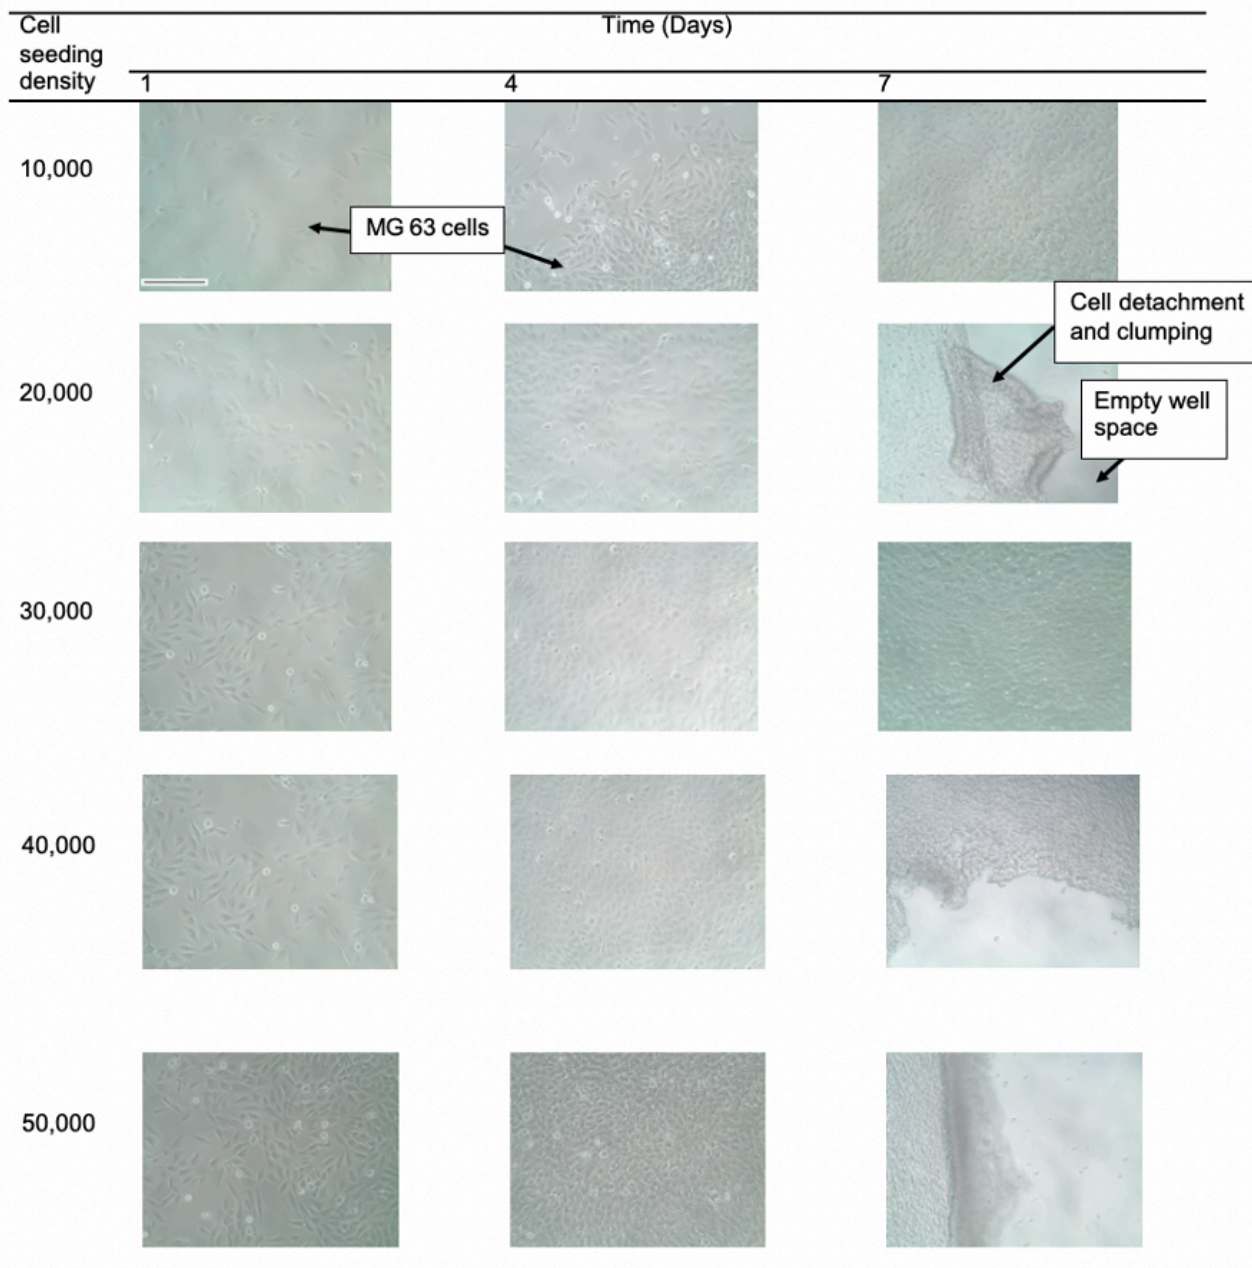 Cell
seeding
density
Time (Days)
1
4
7
10,000
MG 63 cells
Cell detachment
and clumping
20,000
Empty well
space
30,000
40,000
50,000